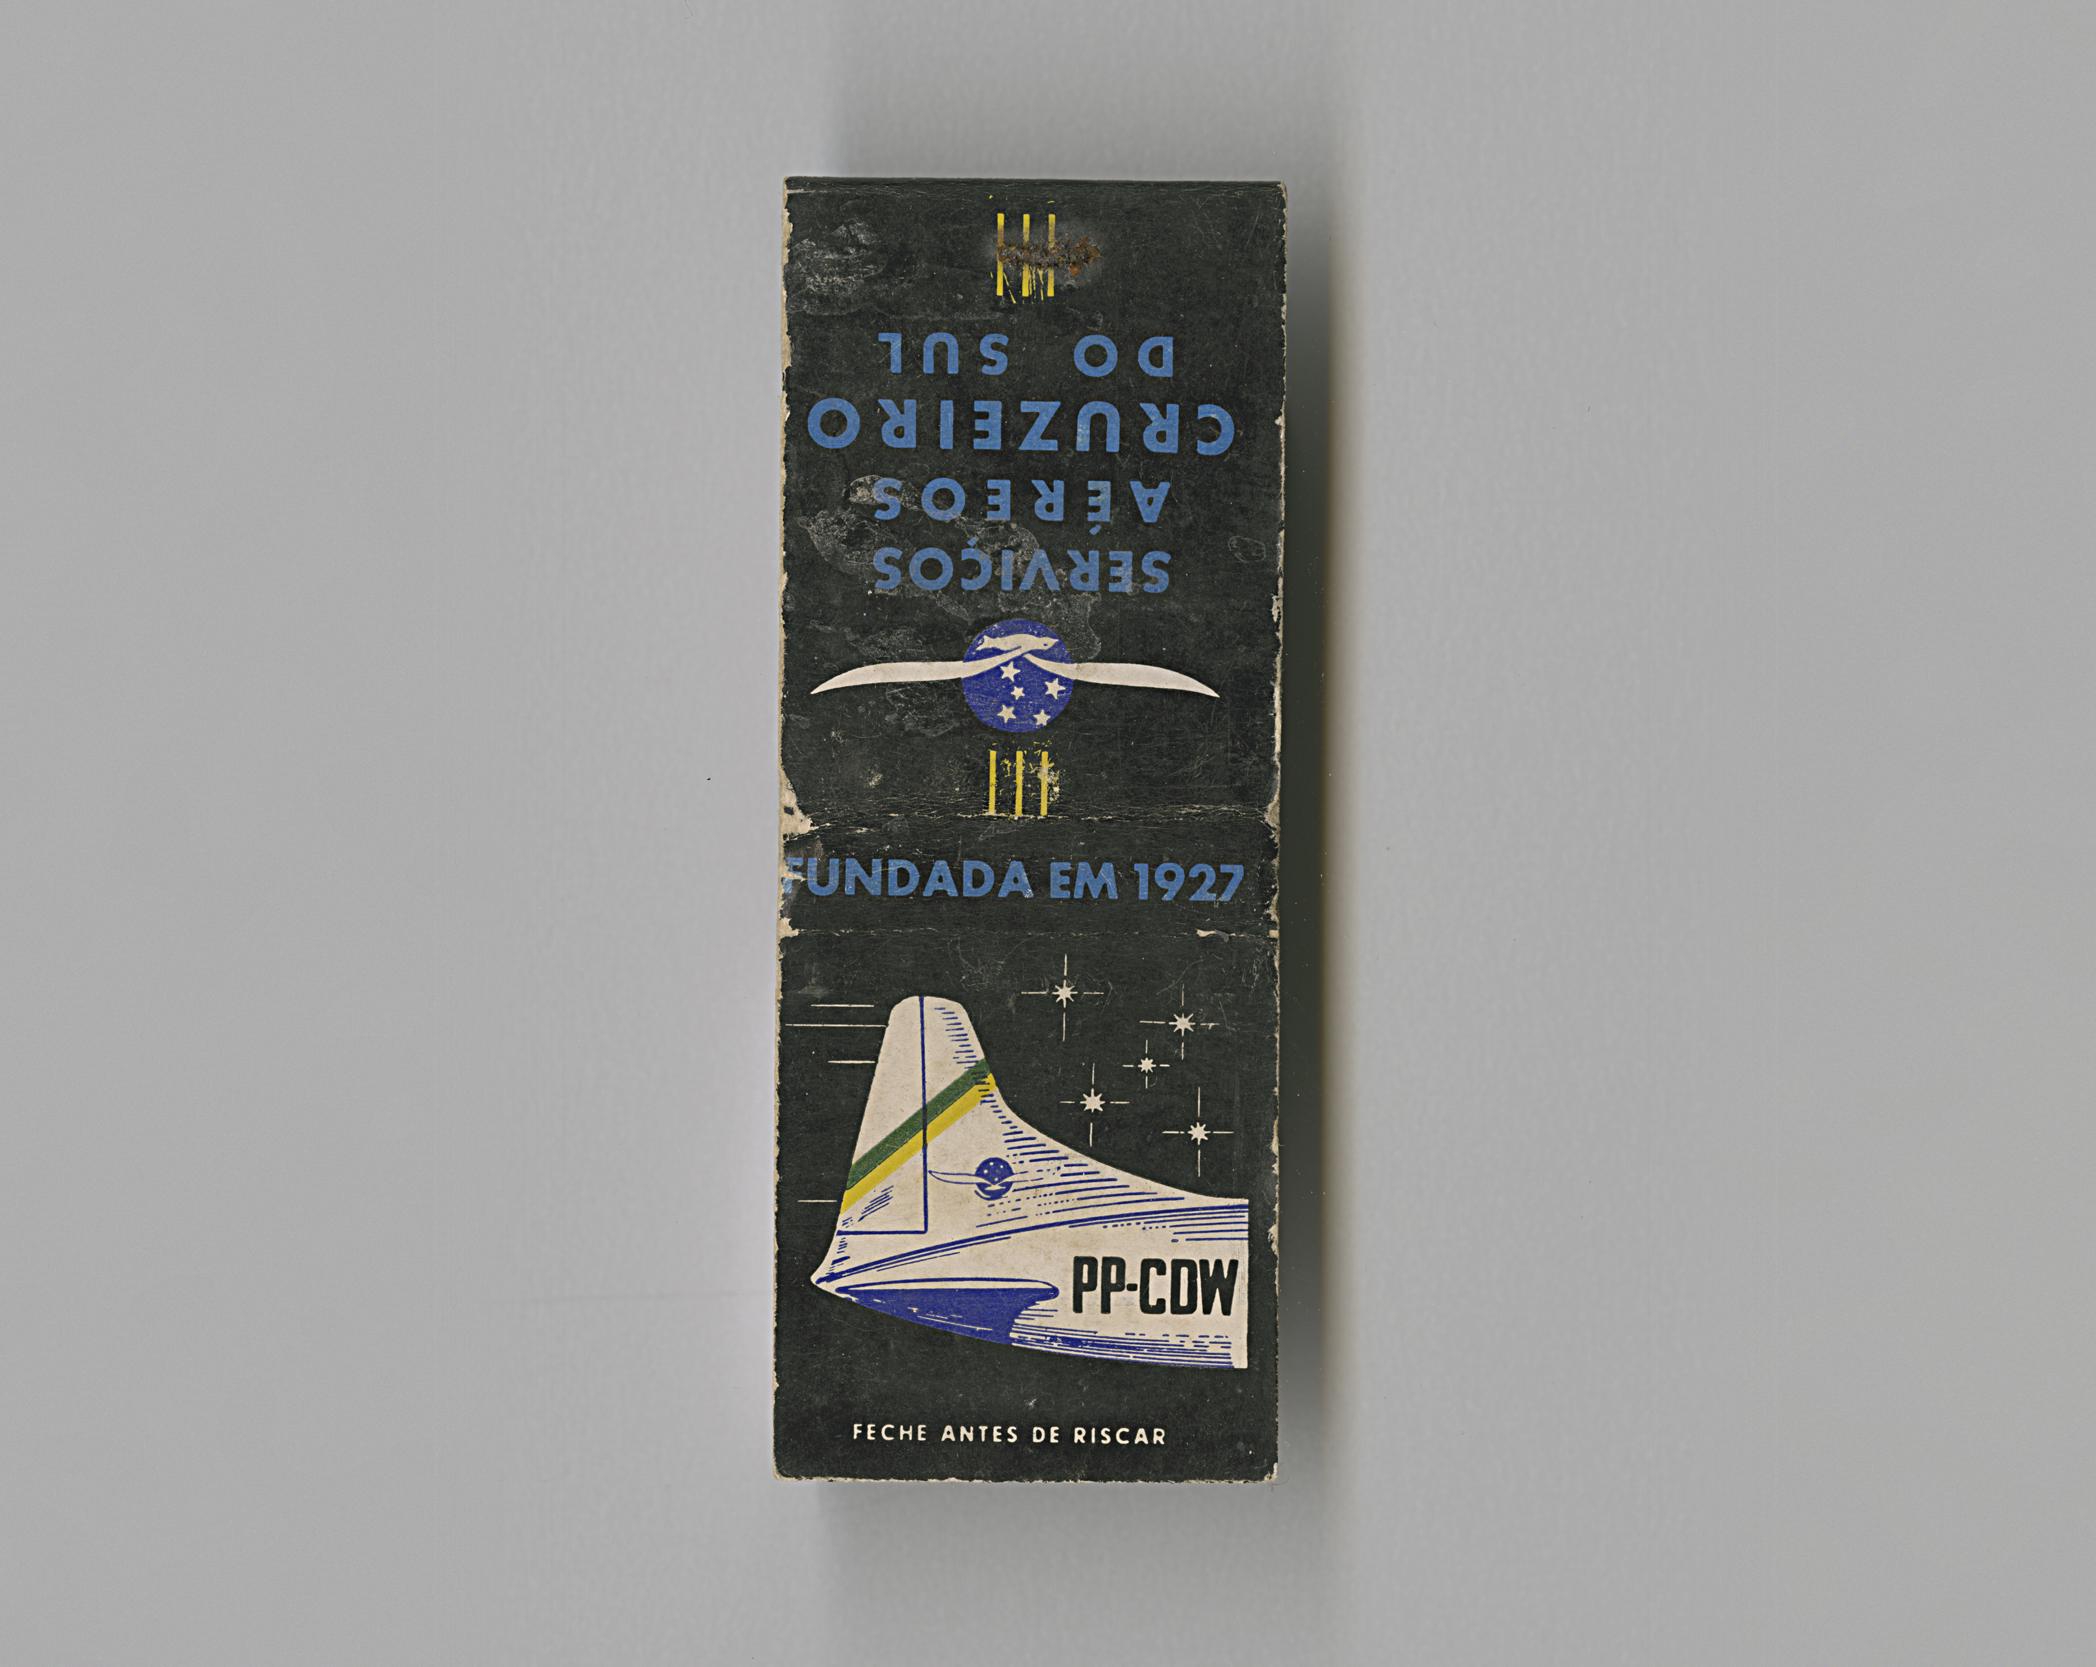 SERVIÇOS
AÉREOS
CRUZEIRO
DO SUL
FUNDADA EM 1927
PP-CDW
FECHE ANTES DE RISCAR